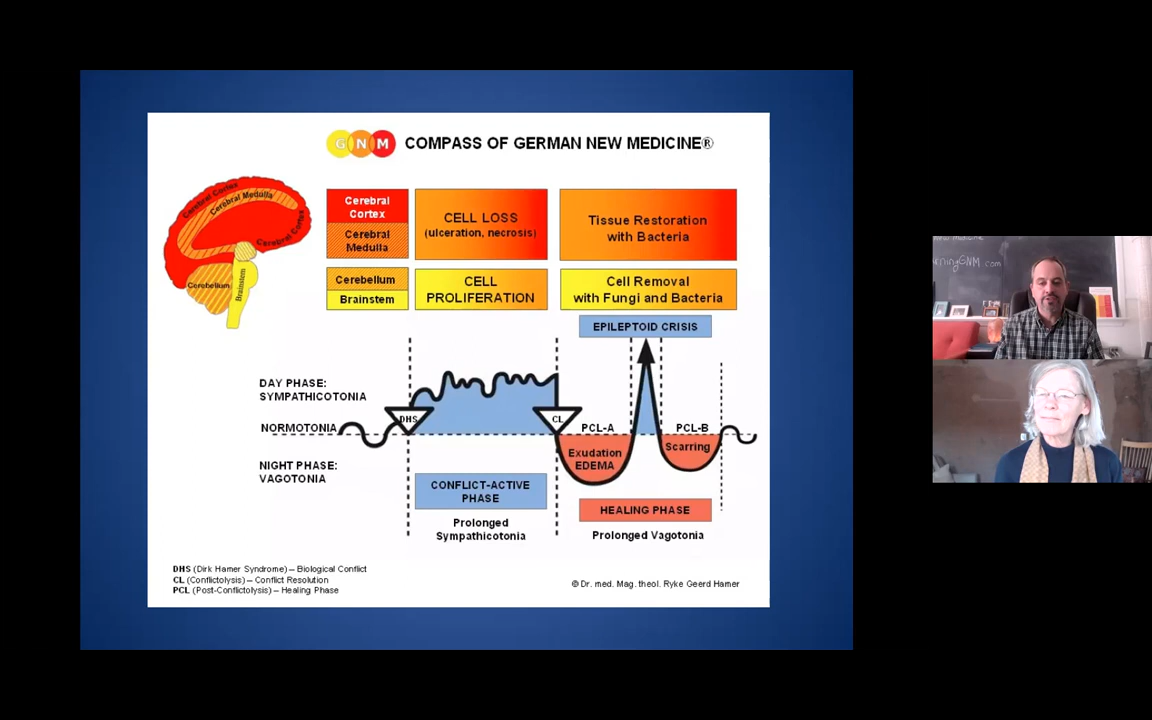 GNM COMPASS OF GERMAN NEW MEDICINE®
Cerebral Cortex
Cerebral Medulla
Cerebral Cortex
Cerebellum
Brainstem
Cerebral
Cortex
Cerebral
Medulla
CELL LOSS
(ulceration, necrosis)
Tissue Restoration
with Bacteria
Cerebellum
Brainstem
CELL
PROLIFERATION
Cell Removal
with Fungi and Bacteria
EPILEPTOID CRISIS
DAY PHASE:
SYMPATHICOTONIA
NORMOTONIA
DHS
CL
PCL-A
PCL-B
Exudation
EDEMA
Scarring
NIGHT PHASE:
VAGOTONIA
CONFLICT-ACTIVE
PHASE
HEALING PHASE
Prolonged
Sympathicotonia
Prolonged Vagotonia
DHS (Dirk Hamer Syndrome) – Biological Conflict
CL (Conflictolysis) – Conflict Resolution
PCL (Post-Conflictolysis) – Healing Phase
© Dr. med. Mag. theol. Ryke Geerd Hamer
GNM.com